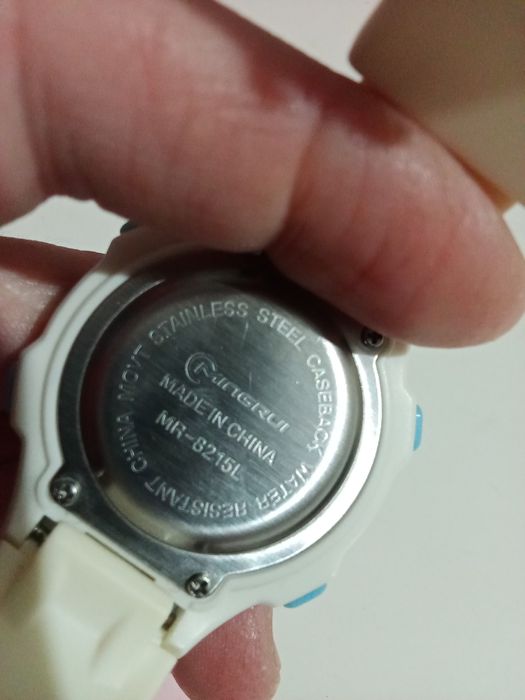 STAINLESS STEEL CASEBACK WATER RESISTANT CHINA MOVT
MINGRUI
MADE IN CHINA
MR-8215L